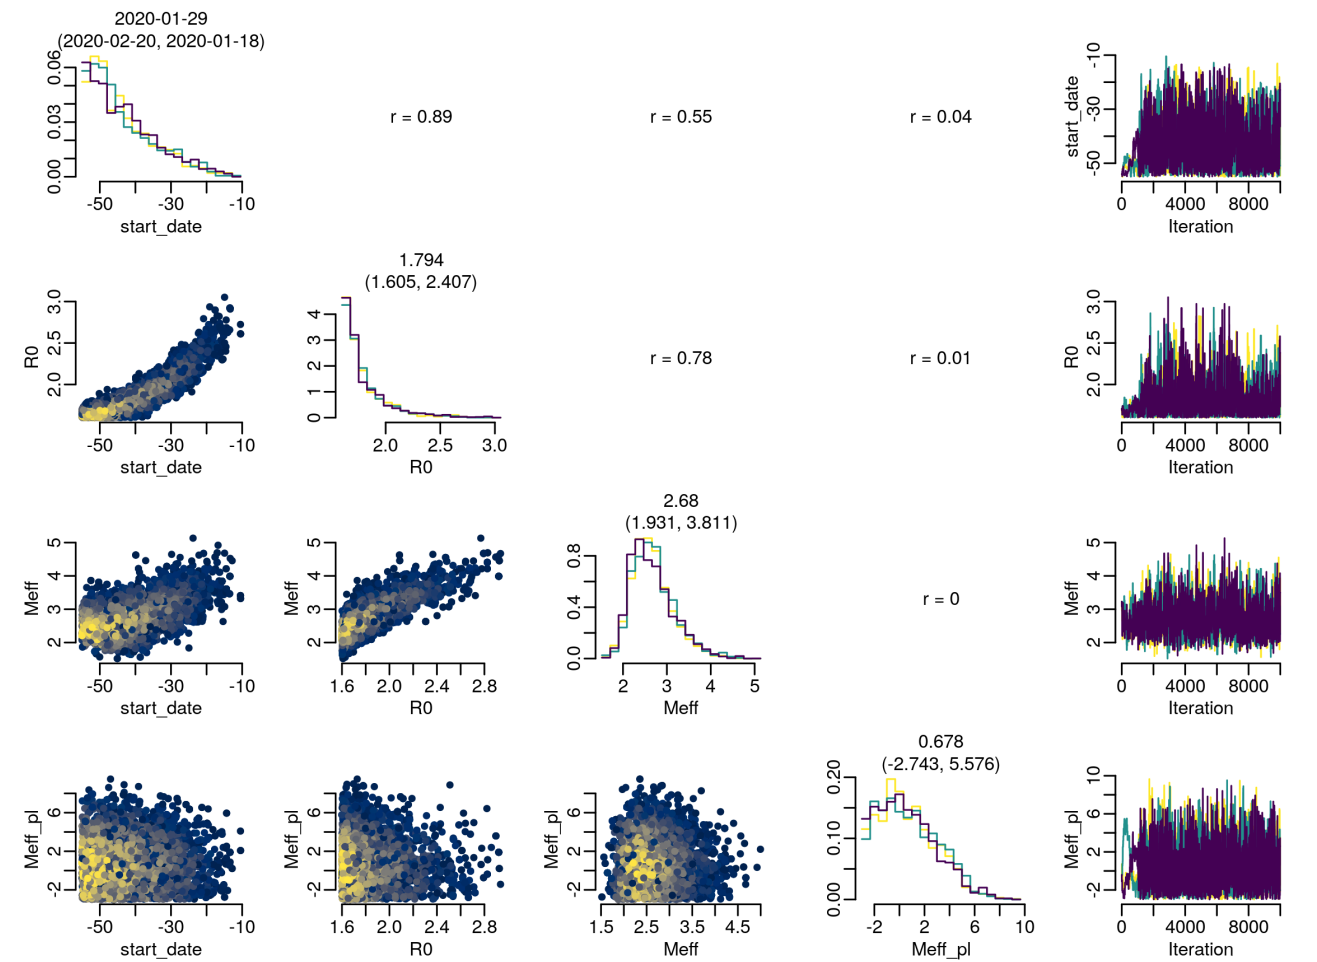 2020-01-29
(2020-02-20, 2020-01-18)
0.06
0.03
0.00
-50 -30 -10
start_date
r = 0.89
r = 0.55
r = 0.04
start_date
-10
-30
-50
0 4000 8000
Iteration
R0
3.0
2.5
2.0
-50 -30 -10
start_date
1.794
(1.605, 2.407)
4
3
2
1
0
2.0 2.5 3.0
R0
r = 0.78
r = 0.01
R0
3.0
2.5
2.0
0 4000 8000
Iteration
Meff
5
4
3
2
-50 -30 -10
start_date
Meff
5
4
3
2
1.6 2.0 2.4 2.8
R0
2.68
(1.931, 3.811)
0.8
0.4
0.0
2 3 4 5
Meff
r = 0
Meff
5
4
3
2
0 4000 8000
Iteration
Meff_pl
6
2
-2
-50 -30 -10
start_date
Meff_pl
6
2
-2
1.6 2.0 2.4 2.8
R0
Meff_pl
6
2
-2
1.5 2.5 3.5 4.5
Meff
0.678
(-2.743, 5.576)
0.20
0.10
0.00
-2 2 6 10
Meff_pl
Meff_pl
10
6
2
-2
0 4000 8000
Iteration